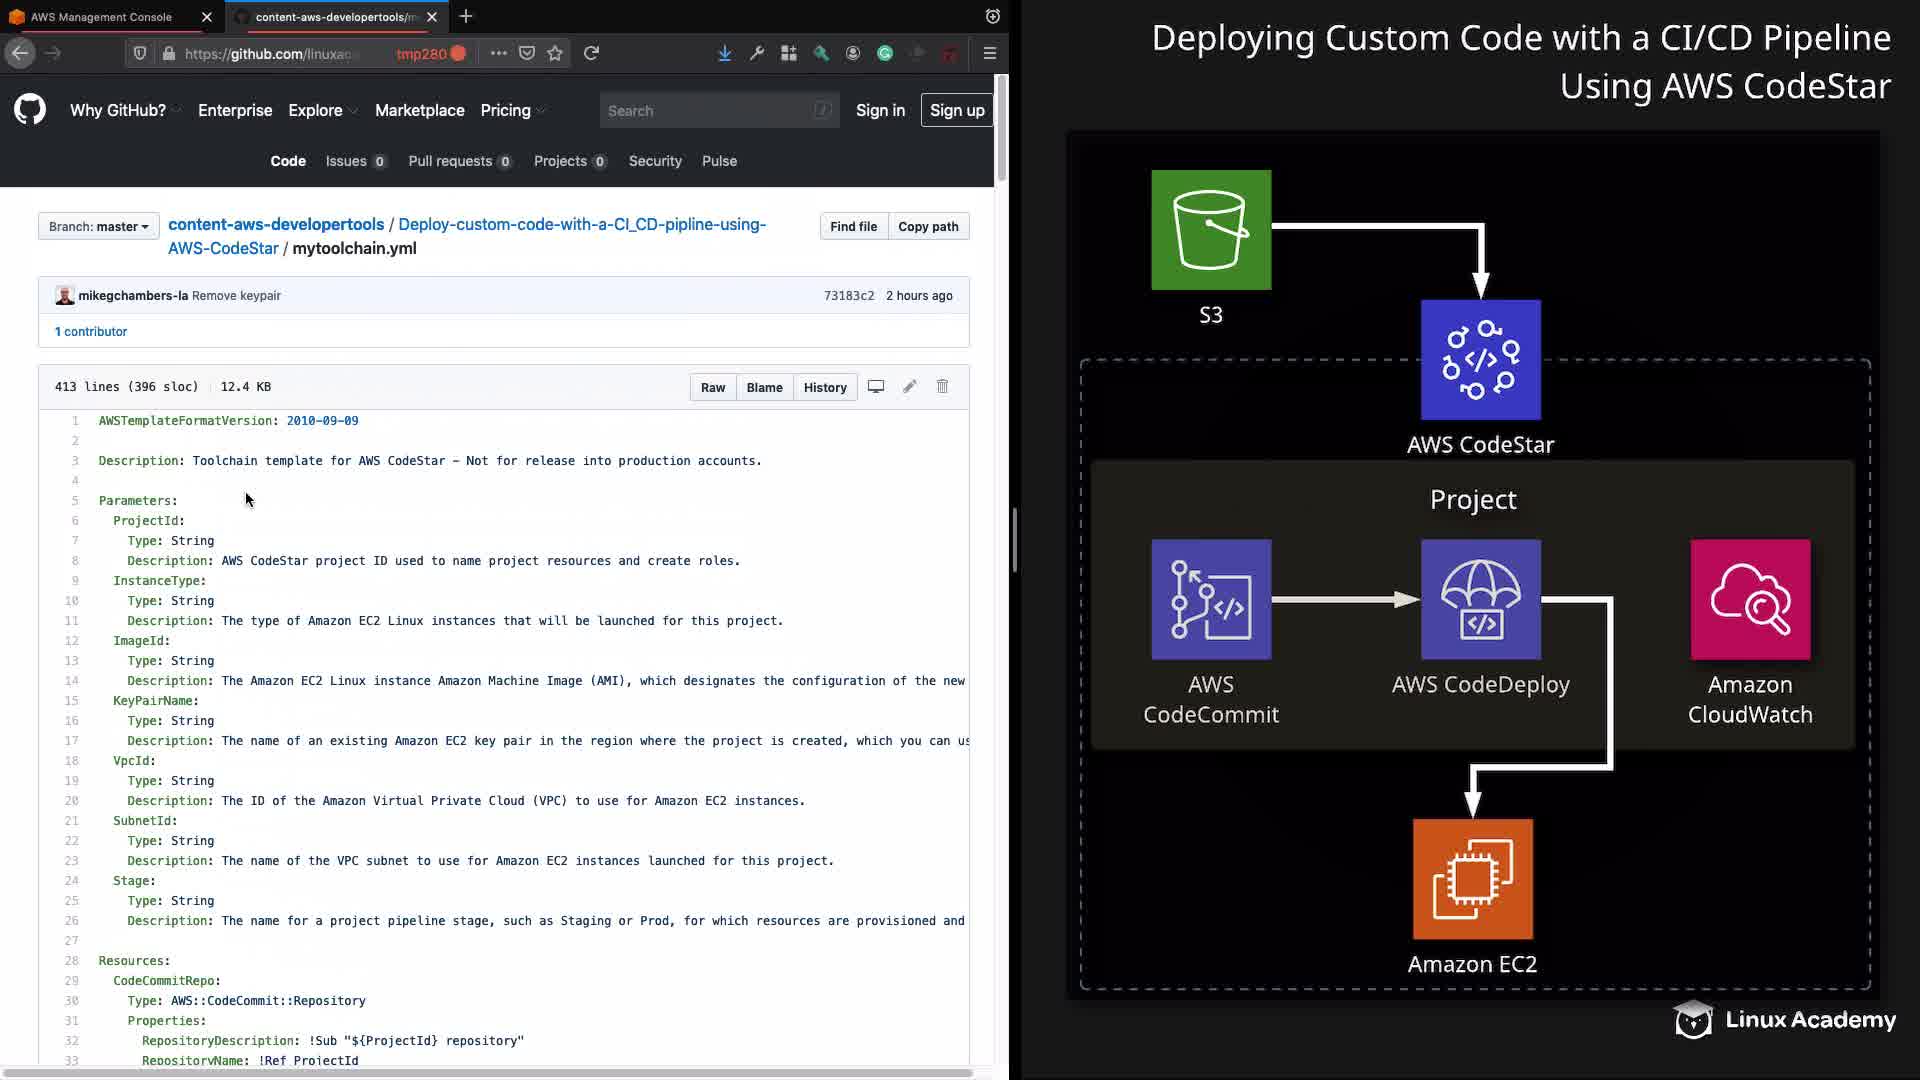 AWS Management Console
content-aws-developertools/m
https://github.com/linuxac
tmp280
Why GitHub?
Enterprise
Explore
Marketplace
Pricing
Search
/
Sign in
Sign up
Code
Issues 0
Pull requests 0
Projects 0
Security
Pulse
Branch: master
content-aws-developertools / Deploy-custom-code-with-a-CI_CD-pipline-using-
AWS-CodeStar / mytoolchain.yml
Find file
Copy path
mikegchambers-la Remove keypair
73183c2 2 hours ago
1 contributor
413 lines (396 sloc) 12.4 KB
Raw
Blame
History
1 AWSTemplateFormatVersion: 2010-09-09
2
3 Description: Toolchain template for AWS CodeStar - Not for release into production accounts.
4
5 Parameters:
6 ProjectId:
7 Type: String
8 Description: AWS CodeStar project ID used to name project resources and create roles.
9 InstanceType:
10 Type: String
11 Description: The type of Amazon EC2 Linux instances that will be launched for this project.
12 ImageId:
13 Type: String
14 Description: The Amazon EC2 Linux instance Amazon Machine Image (AMI), which designates the configuration of the new
15 KeyPairName:
16 Type: String
17 Description: The name of an existing Amazon EC2 key pair in the region where the project is created, which you can us
18 VpcId:
19 Type: String
20 Description: The ID of the Amazon Virtual Private Cloud (VPC) to use for Amazon EC2 instances.
21 SubnetId:
22 Type: String
23 Description: The name of the VPC subnet to use for Amazon EC2 instances launched for this project.
24 Stage:
25 Type: String
26 Description: The name for a project pipeline stage, such as Staging or Prod, for which resources are provisioned and
27
28 Resources:
29 CodeCommitRepo:
30 Type: AWS::CodeCommit::Repository
31 Properties:
32 RepositoryDescription: !Sub "${ProjectId} repository"
33 RepositoryName: !Ref ProjectId
Deploying Custom Code with a CI/CD Pipeline
Using AWS CodeStar
S3
AWS CodeStar
Project
AWS
CodeCommit
AWS CodeDeploy
Amazon
CloudWatch
Amazon EC2
Linux Academy